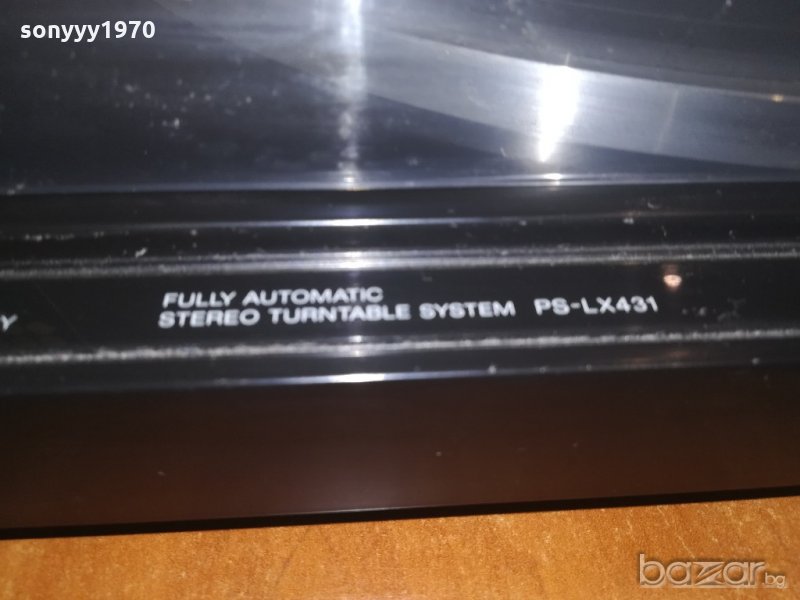 sonyyy1970
FULLY AUTOMATIC
Y STEREO TURNTABLE SYSTEM PS-LX431
bazar.bg